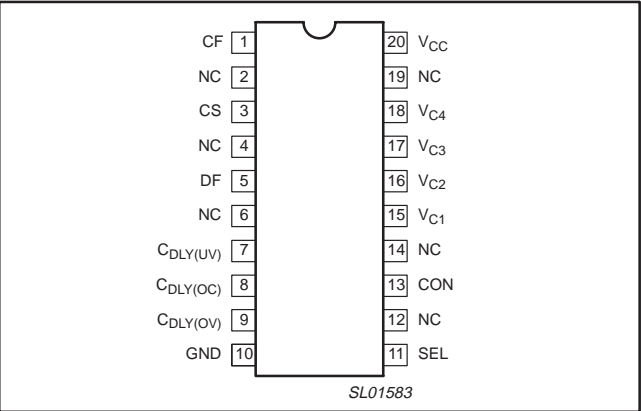 CF 1 20 VCC
NC 2 19 NC
CS 3 18 VC4
NC 4 17 VC3
DF 5 16 VC2
NC 6 15 VC1
CDLY(UV) 7 14 NC
CDLY(OC) 8 13 CON
CDLY(OV) 9 12 NC
GND 10 11 SEL
SL01583